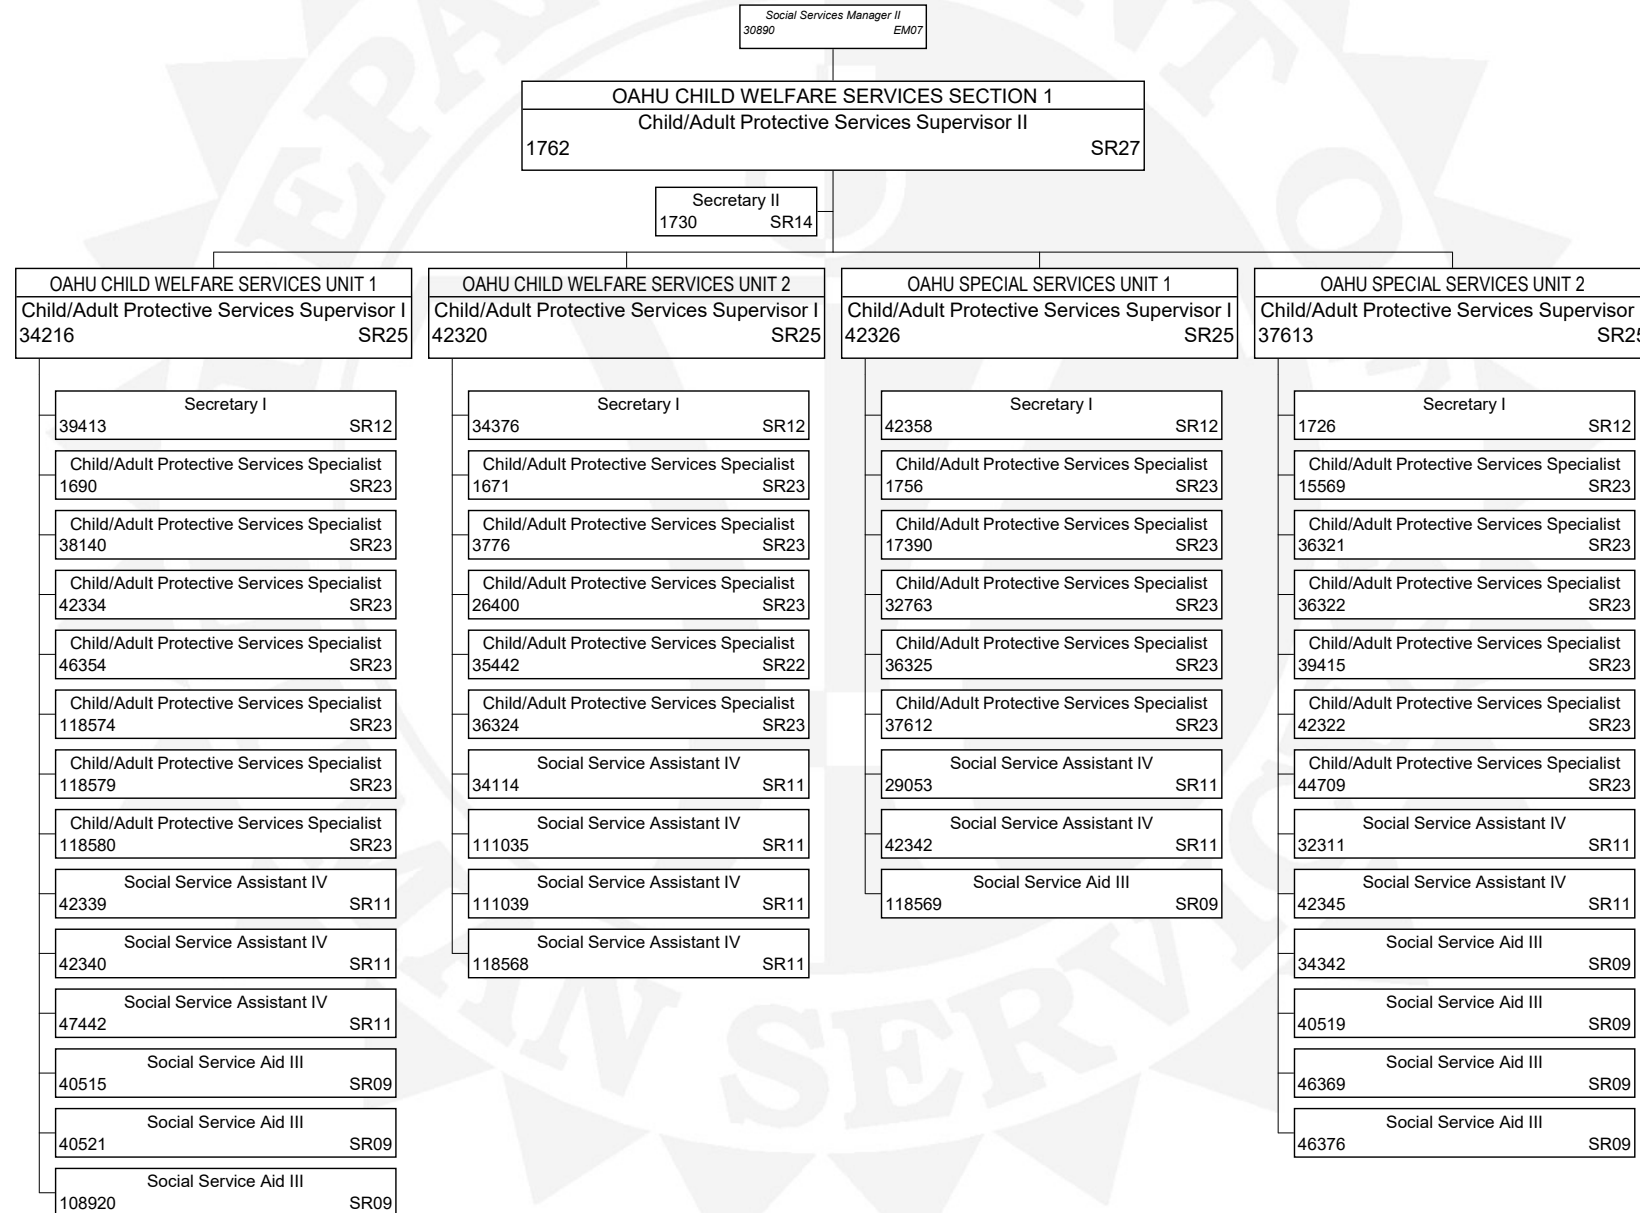 Social Services Manager II
30890 EM07
OAHU CHILD WELFARE SERVICES SECTION 1
Child/Adult Protective Services Supervisor II
1762 SR27
Secretary II
1730 SR14
OAHU CHILD WELFARE SERVICES UNIT 1
Child/Adult Protective Services Supervisor I
34216 SR25
Secretary I
39413 SR12
Child/Adult Protective Services Specialist
1690 SR23
Child/Adult Protective Services Specialist
38140 SR23
Child/Adult Protective Services Specialist
42334 SR23
Child/Adult Protective Services Specialist
46354 SR23
Child/Adult Protective Services Specialist
118574 SR23
Child/Adult Protective Services Specialist
118579 SR23
Child/Adult Protective Services Specialist
118580 SR23
Social Service Assistant IV
42339 SR11
Social Service Assistant IV
42340 SR11
Social Service Assistant IV
47442 SR11
Social Service Aid III
40515 SR09
Social Service Aid III
40521 SR09
Social Service Aid III
108920 SR09
OAHU CHILD WELFARE SERVICES UNIT 2
Child/Adult Protective Services Supervisor I
42320 SR25
Secretary I
34376 SR12
Child/Adult Protective Services Specialist
1671 SR23
Child/Adult Protective Services Specialist
3776 SR23
Child/Adult Protective Services Specialist
26400 SR23
Child/Adult Protective Services Specialist
35442 SR22
Child/Adult Protective Services Specialist
36324 SR23
Social Service Assistant IV
34114 SR11
Social Service Assistant IV
111035 SR11
Social Service Assistant IV
111039 SR11
Social Service Assistant IV
118568 SR11
OAHU SPECIAL SERVICES UNIT 1
Child/Adult Protective Services Supervisor I
42326 SR25
Secretary I
42358 SR12
Child/Adult Protective Services Specialist
1756 SR23
Child/Adult Protective Services Specialist
17390 SR23
Child/Adult Protective Services Specialist
32763 SR23
Child/Adult Protective Services Specialist
36325 SR23
Child/Adult Protective Services Specialist
37612 SR23
Social Service Assistant IV
29053 SR11
Social Service Assistant IV
42342 SR11
Social Service Aid III
118569 SR09
OAHU SPECIAL SERVICES UNIT 2
Child/Adult Protective Services Supervisor
37613 SR25
Secretary I
1726 SR12
Child/Adult Protective Services Specialist
15569 SR23
Child/Adult Protective Services Specialist
36321 SR23
Child/Adult Protective Services Specialist
36322 SR23
Child/Adult Protective Services Specialist
39415 SR23
Child/Adult Protective Services Specialist
42322 SR23
Child/Adult Protective Services Specialist
44709 SR23
Social Service Assistant IV
32311 SR11
Social Service Assistant IV
42345 SR11
Social Service Aid III
34342 SR09
Social Service Aid III
40519 SR09
Social Service Aid III
46369 SR09
Social Service Aid III
46376 SR09